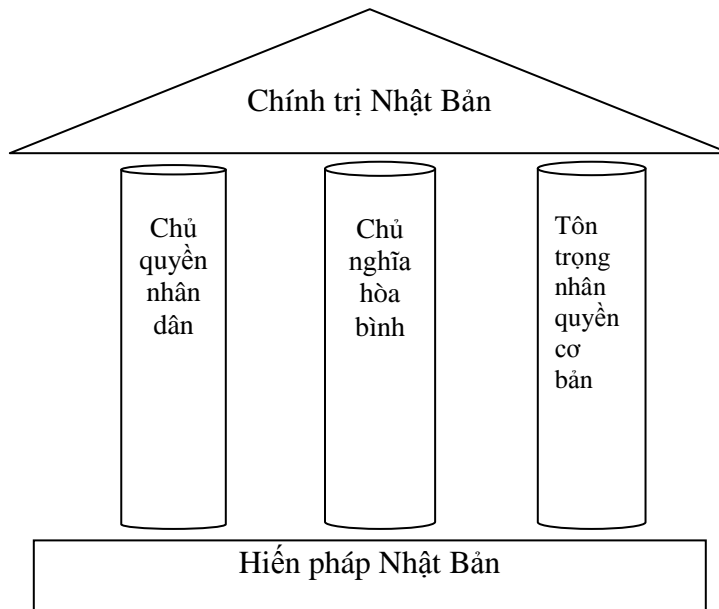 Chính trị Nhật Bản
Chủ
quyền
nhân
dân
Chủ
nghĩa
hòa
bình
Tôn
trọng
nhân
quyền
cơ
bản
Hiến pháp Nhật Bản